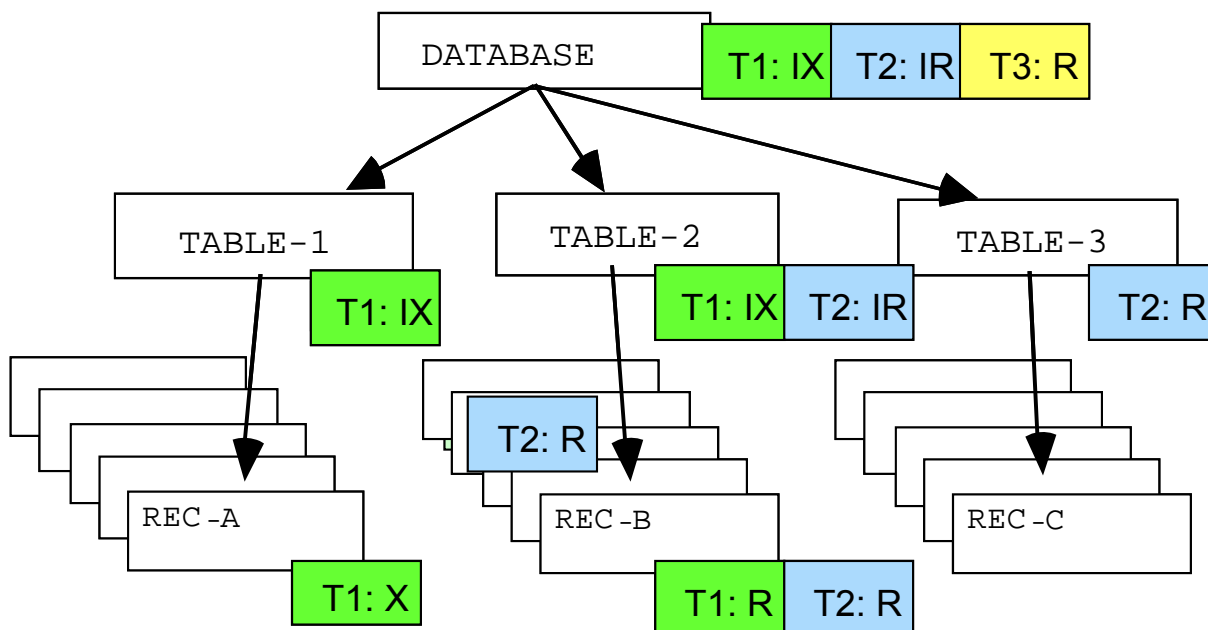 DATABASE
T1: IX
T2: IR
T3: R
TABLE-1
TABLE-2
TABLE-3
T1: IX
T1: IX
T2: IR
T2: R
T2: R
REC-A
REC-B
REC-C
T1: X
T1: R
T2: R